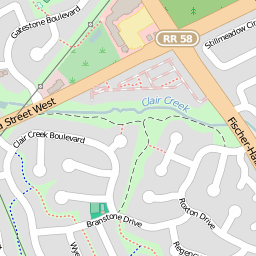 Gatestone Boulevard
RR 58
Stillmeadow Cir
Clair Creek
Street West
Fischer-Ha
Clair Creek Boulevard
Roxton Drive
Branstone Drive